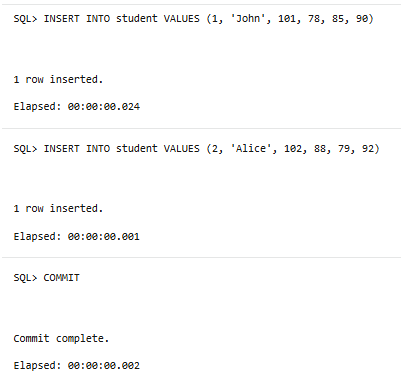 SQL> INSERT INTO student VALUES (1, 'John', 101, 78, 85, 90)
1 row inserted.
Elapsed: 00:00:00.024
SQL> INSERT INTO student VALUES (2, 'Alice', 102, 88, 79, 92)
1 row inserted.
Elapsed: 00:00:00.001
SQL> COMMIT
Commit complete.
Elapsed: 00:00:00.002